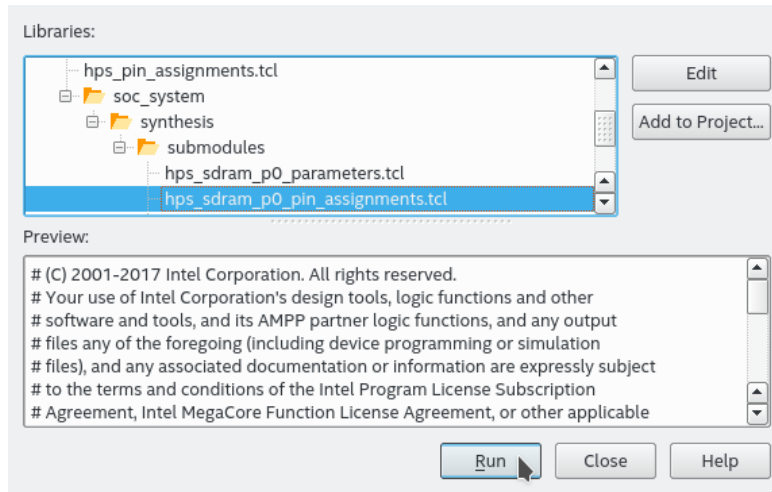 Libraries:
hps_pin_assignments.tcl
soc_system
synthesis
submodules
hps_sdram_p0_parameters.tcl
hps_sdram_p0_pin_assignments.tcl
Edit
Add to Project...
Preview:
# (C) 2001-2017 Intel Corporation. All rights reserved.
# Your use of Intel Corporation's design tools, logic functions and other
# software and tools, and its AMPP partner logic functions, and any output
# files any of the foregoing (including device programming or simulation
# files), and any associated documentation or information are expressly subject
# to the terms and conditions of the Intel Program License Subscription
# Agreement, Intel MegaCore Function License Agreement, or other applicable
Run
Close
Help